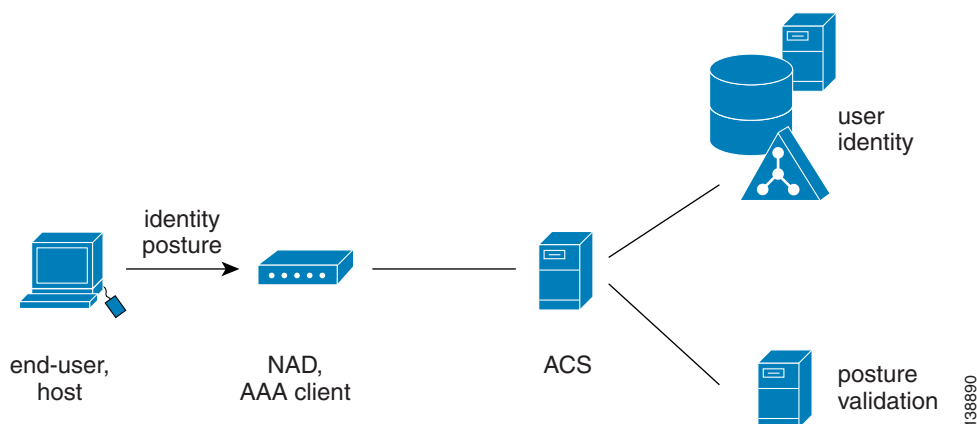 user
identity
identity
posture
end-user,
host
NAD,
AAA client
ACS
posture
validation
138890